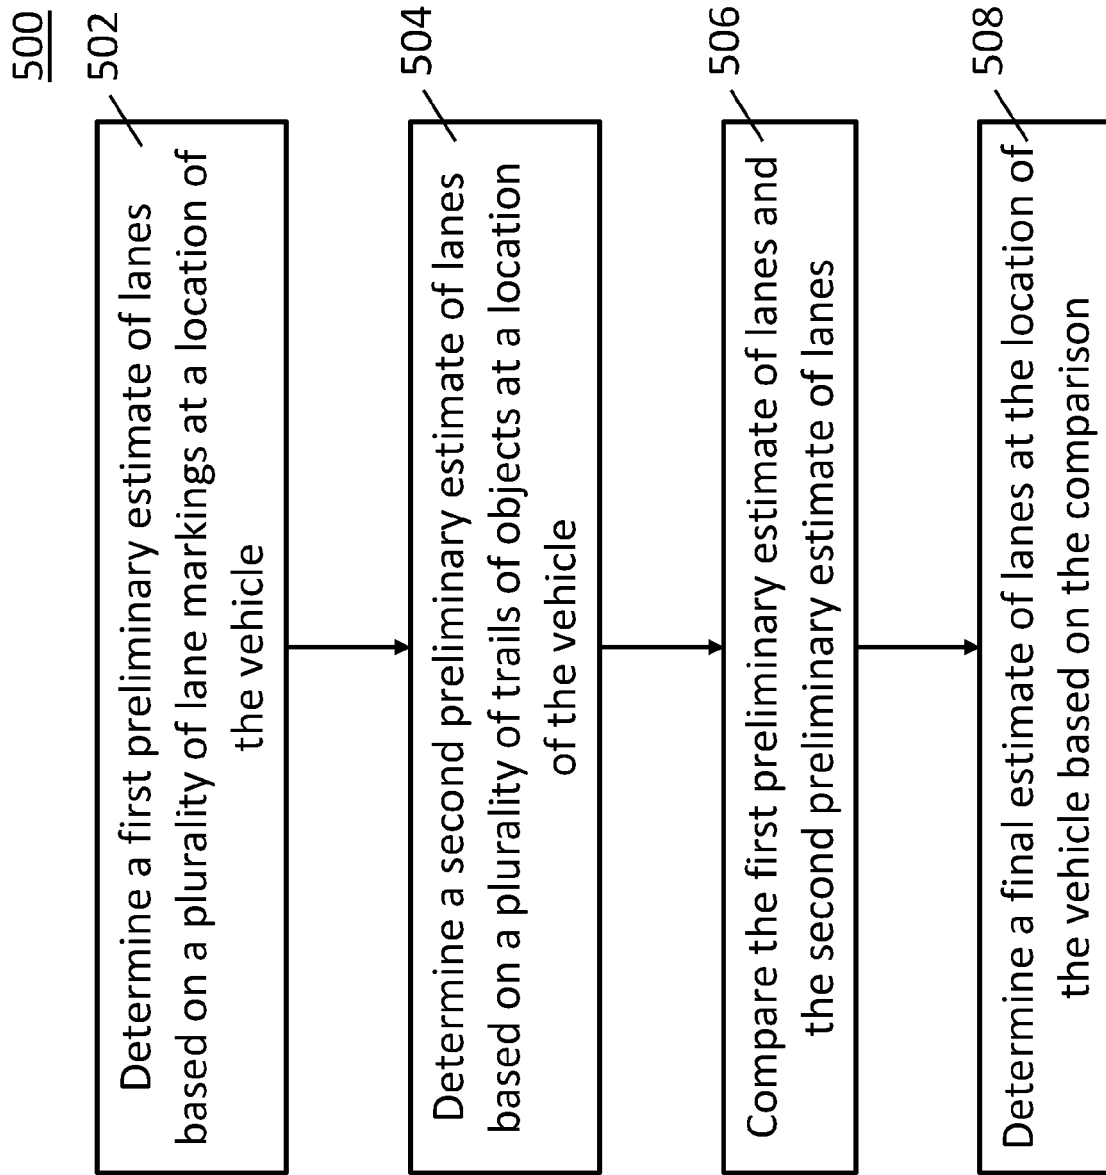 500
502
Determine a first preliminary estimate of lanes
based on a plurality of lane markings at a location of
the vehicle
504
Determine a second preliminary estimate of lanes
based on a plurality of trails of objects at a location
of the vehicle
506
Compare the first preliminary estimate of lanes and
the second preliminary estimate of lanes
508
Determine a final estimate of lanes at the location of
the vehicle based on the comparison